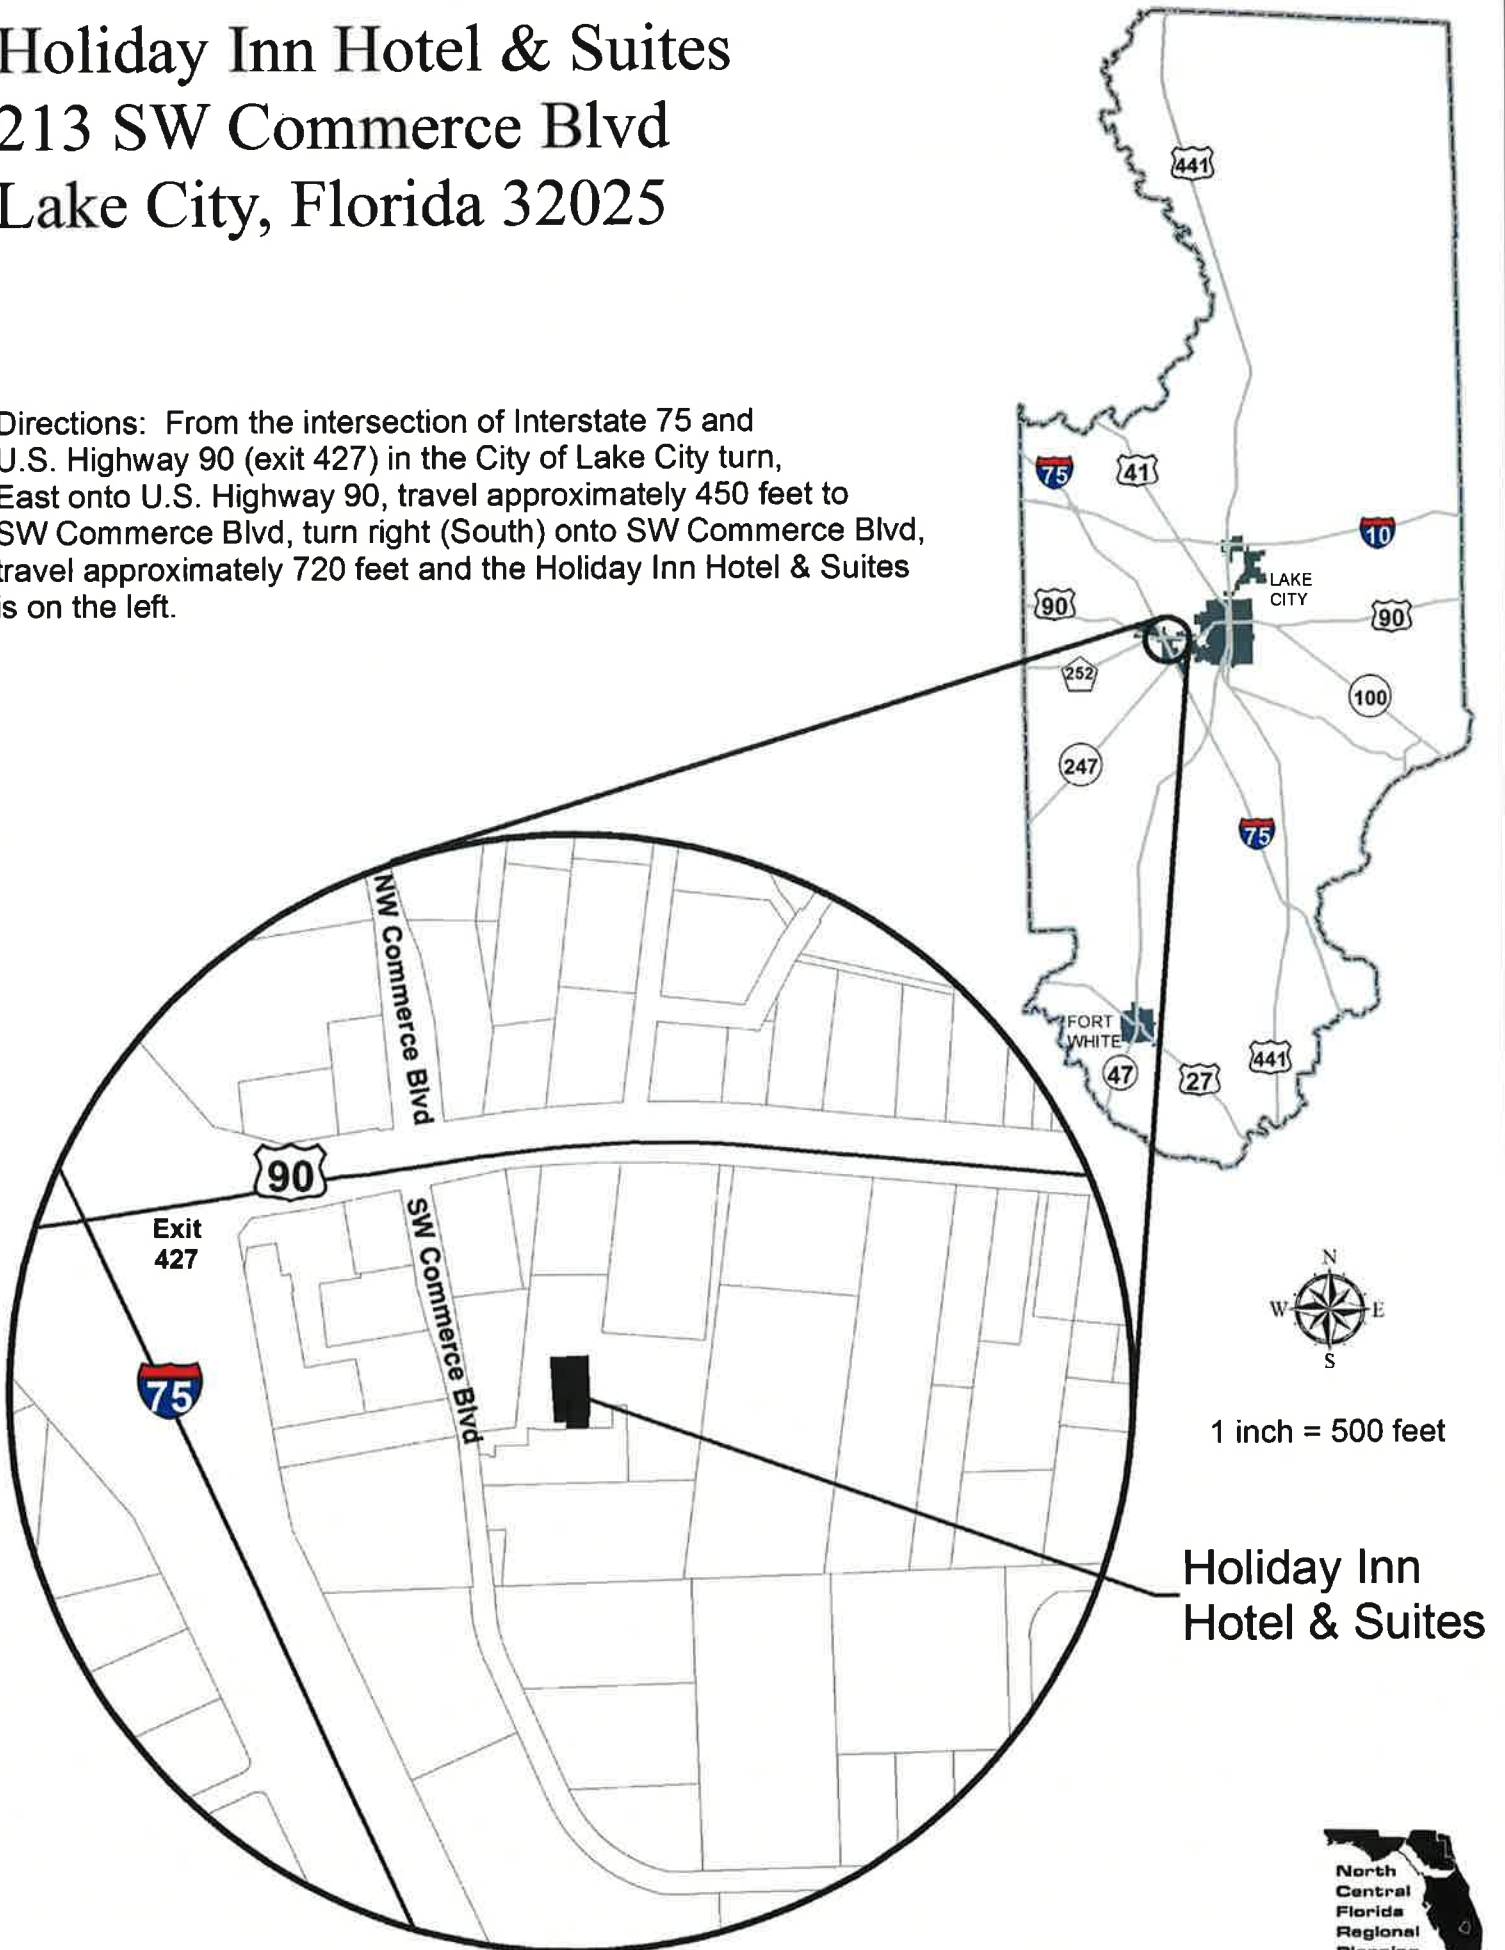 Holiday Inn Hotel & Suites
213 SW Commerce Blvd
Lake City, Florida 32025
Directions: From the intersection of Interstate 75 and
U.S. Highway 90 (exit 427) in the City of Lake City turn,
East onto U.S. Highway 90, travel approximately 450 feet to
SW Commerce Blvd, turn right (South) onto SW Commerce Blvd,
travel approximately 720 feet and the Holiday Inn Hotel & Suites
is on the left.
441
75
41
10
LAKE
CITY
90
90
252
100
247
75
FORT
WHITE
47
27
441
NW Commerce Blvd
90
Exit
427
SW Commerce Blvd
75
N
W
E
S
1 inch = 500 feet
Holiday Inn
Hotel & Suites
North
Central
Florida
Regional
Planning